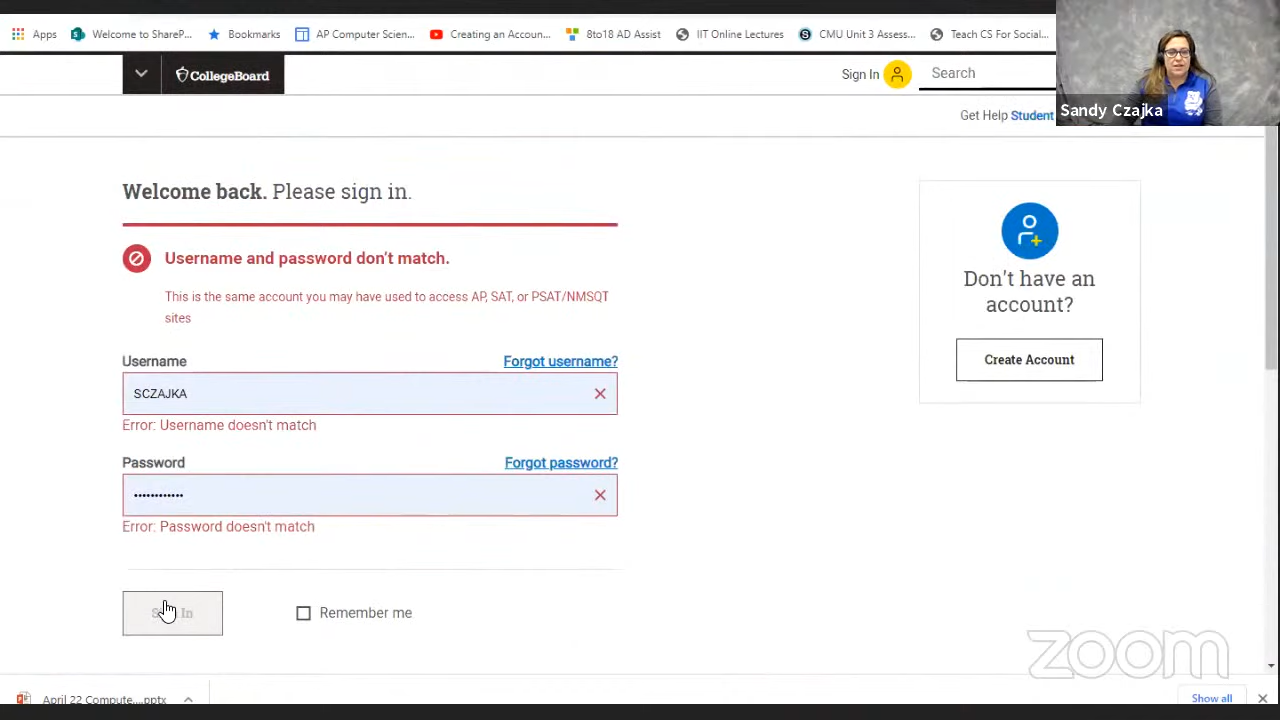 Apps Welcome to ShareP... Bookmarks AP Computer Scien... Creating an Accoun... 8to18 AD Assist IIT Online Lectures CMU Unit 3 Assess... Teach CS For Social...
CollegeBoard
Sign In
Search
Get Help Student
Sandy Czajka
Welcome back. Please sign in.
Username and password don't match.
This is the same account you may have used to access AP, SAT, or PSAT/NMSQT
sites
Username Forgot username?
SCZAJKA
Error: Username doesn't match
Password Forgot password?
••••••••••••
Error: Password doesn't match
Remember me
Don't have an
account?
Create Account
zoom
April 22 Compute....pptx
Show all